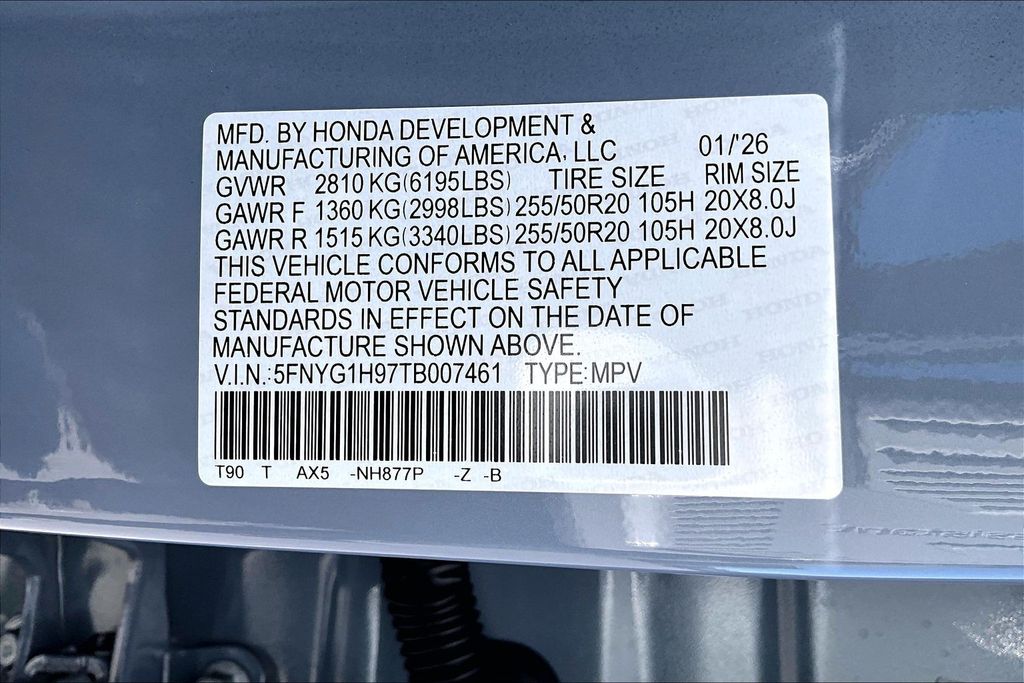 MFD. BY HONDA DEVELOPMENT &
MANUFACTURING OF AMERICA, LLC 01/'26
GVWR 2810 KG(6195LBS) TIRE SIZE RIM SIZE
GAWR F 1360 KG(2998LBS) 255/50R20 105H 20X8.0J
GAWR R 1515 KG(3340LBS) 255/50R20 105H 20X8.0J
THIS VEHICLE CONFORMS TO ALL APPLICABLE
FEDERAL MOTOR VEHICLE SAFETY
STANDARDS IN EFFECT ON THE DATE OF
MANUFACTURE SHOWN ABOVE.
V.I.N.:5FNYG1H97TB007461 TYPE:MPV
T90 T AX5 -NH877P -Z -B